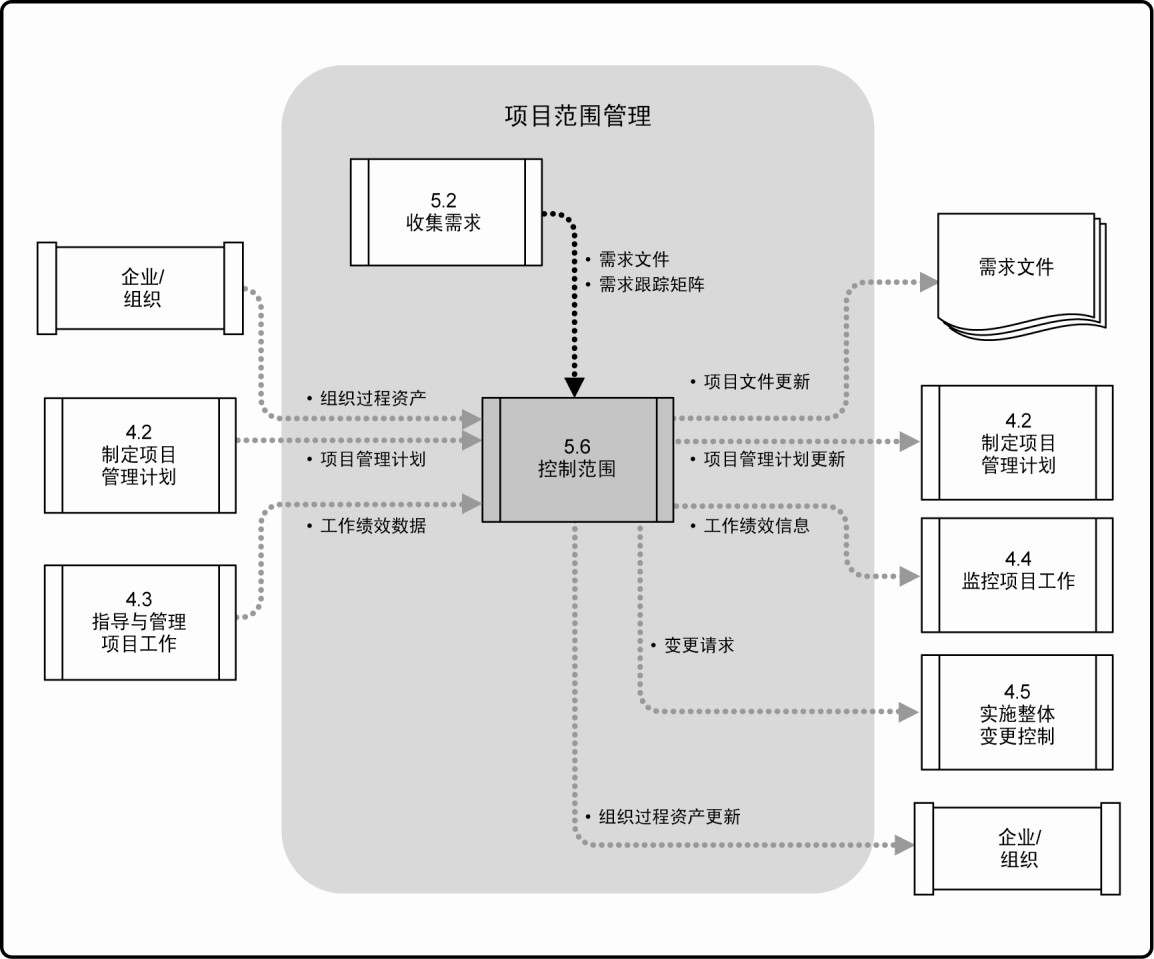 项目范围管理
5.2
收集需求
• 需求文件
• 需求跟踪矩阵
企业/
组织
• 组织过程资产
4.2
制定项目
管理计划
• 项目管理计划
4.3
指导与管理
项目工作
• 工作绩效数据
5.6
控制范围
• 项目文件更新
需求文件
• 项目管理计划更新
4.2
制定项目
管理计划
• 工作绩效信息
4.4
监控项目工作
• 变更请求
4.5
实施整体
变更控制
• 组织过程资产更新
企业/
组织